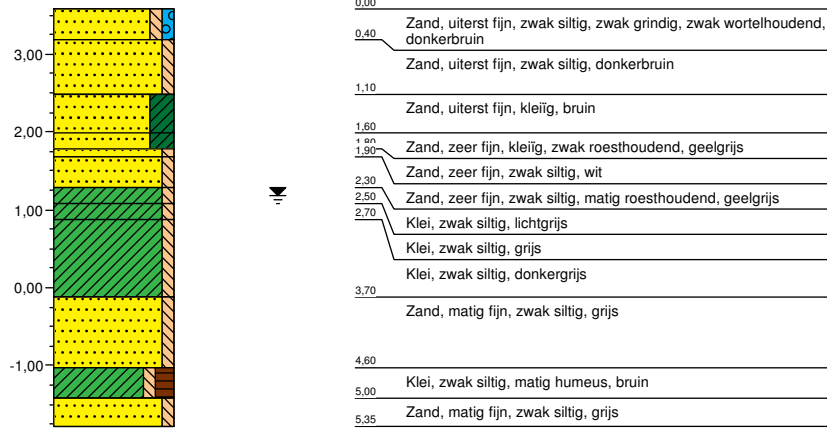 0,00
Zand, uiterst fijn, zwak siltig, zwak grindig, zwak wortelhoudend,
donkerbruin
0,40
3,00
Zand, uiterst fijn, zwak siltig, donkerbruin
1,10
Zand, uiterst fijn, kleiïg, bruin
2,00
1,60
1,80
Zand, zeer fijn, kleiïg, zwak roesthoudend, geelgrijs
1,90
Zand, zeer fijn, zwak siltig, wit
2,30
Zand, zeer fijn, zwak siltig, matig roesthoudend, geelgrijs
2,50
1,00
2,70
Klei, zwak siltig, lichtgrijs
Klei, zwak siltig, grijs
Klei, zwak siltig, donkergrijs
0,00
3,70
Zand, matig fijn, zwak siltig, grijs
4,60
-1,00
Klei, zwak siltig, matig humeus, bruin
5,00
Zand, matig fijn, zwak siltig, grijs
5,35